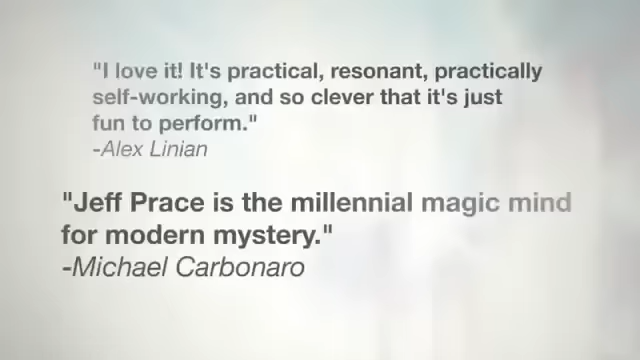 "I love it! It's practical, resonant, practically
self-working, and so clever that it's just
fun to perform."
-Alex Linian
"Jeff Prace is the millennial magic mind
for modern mystery."
-Michael Carbonaro